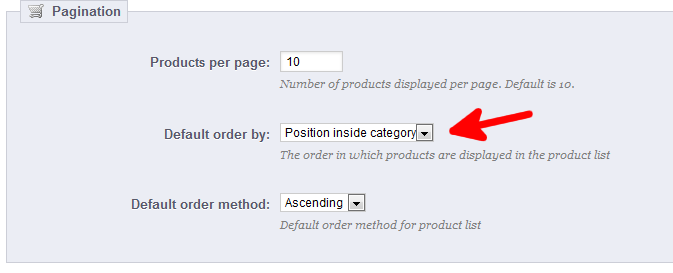 Pagination
Products per page: 10
Number of products displayed per page. Default is 10.
Default order by: Position inside category
The order in which products are displayed in the product list
Default order method: Ascending
Default order method for product list